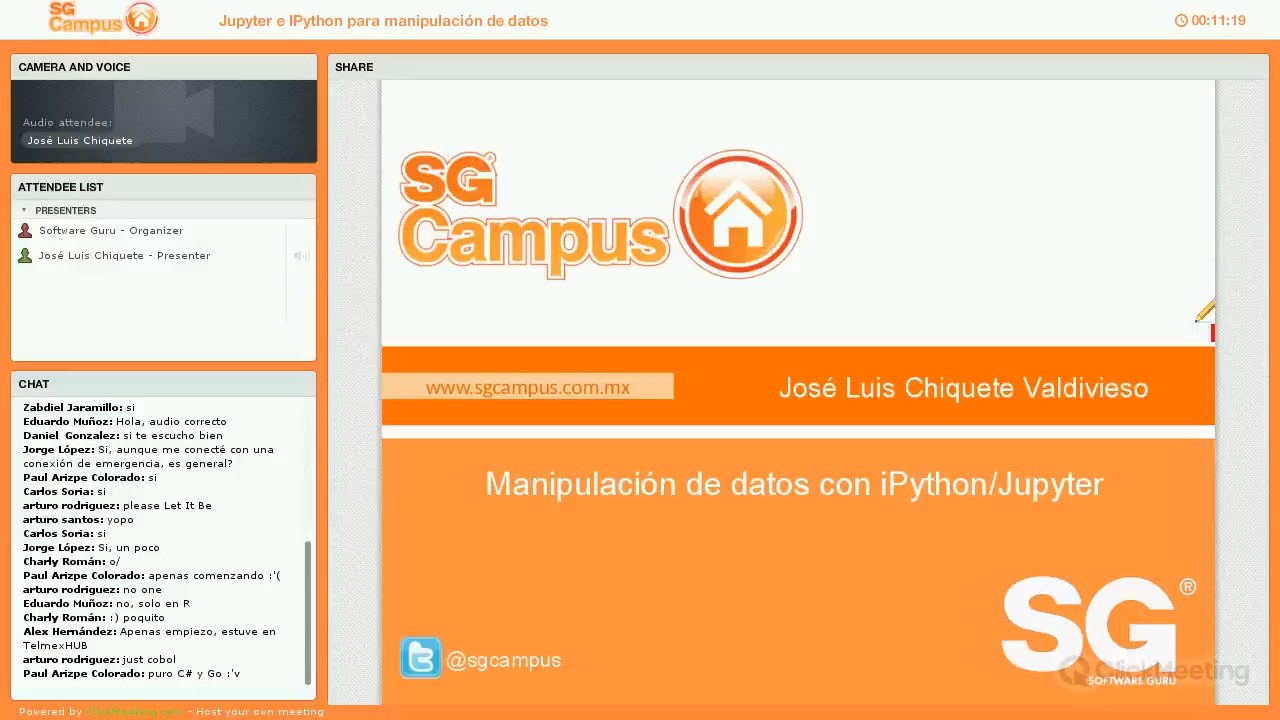 SG Campus
Jupyter e IPython para manipulación de datos
00:11:19
CAMERA AND VOICE
Audio attendee:
José Luis Chiquete
ATTENDEE LIST
PRESENTERS
Software Guru - Organizer
José Luis Chiquete - Presenter
CHAT
Zabdiel Jaramillo: si
Eduardo Muñoz: Hola, audio correcto
Daniel Gonzalez: si te escucho bien
Jorge López: Si, aunque me conecté con una
conexión de emergencia, es general?
Paul Arizpe Colorado: si
Carlos Soria: si
arturo rodriguez: please Let It Be
arturo santos: yopo
Carlos Soria: si
Jorge López: Si, un poco
Charly Román: o/
Paul Arizpe Colorado: apenas comenzando :'(
arturo rodriguez: no one
Eduardo Muñoz: no, solo en R
Charly Román: :) poquito
Alex Hernández: Apenas empiezo, estuve en
TelmexHUB
arturo rodriguez: just cobol
Paul Arizpe Colorado: puro C# y Go :'v
Powered by ClickMeeting.com - Host your own meeting
SHARE
SG®
Campus
www.sgcampus.com.mx
José Luis Chiquete Valdivieso
Manipulación de datos con iPython/Jupyter
@sgcampus
SG®
SOFTWARE GURU
ClickMeeting